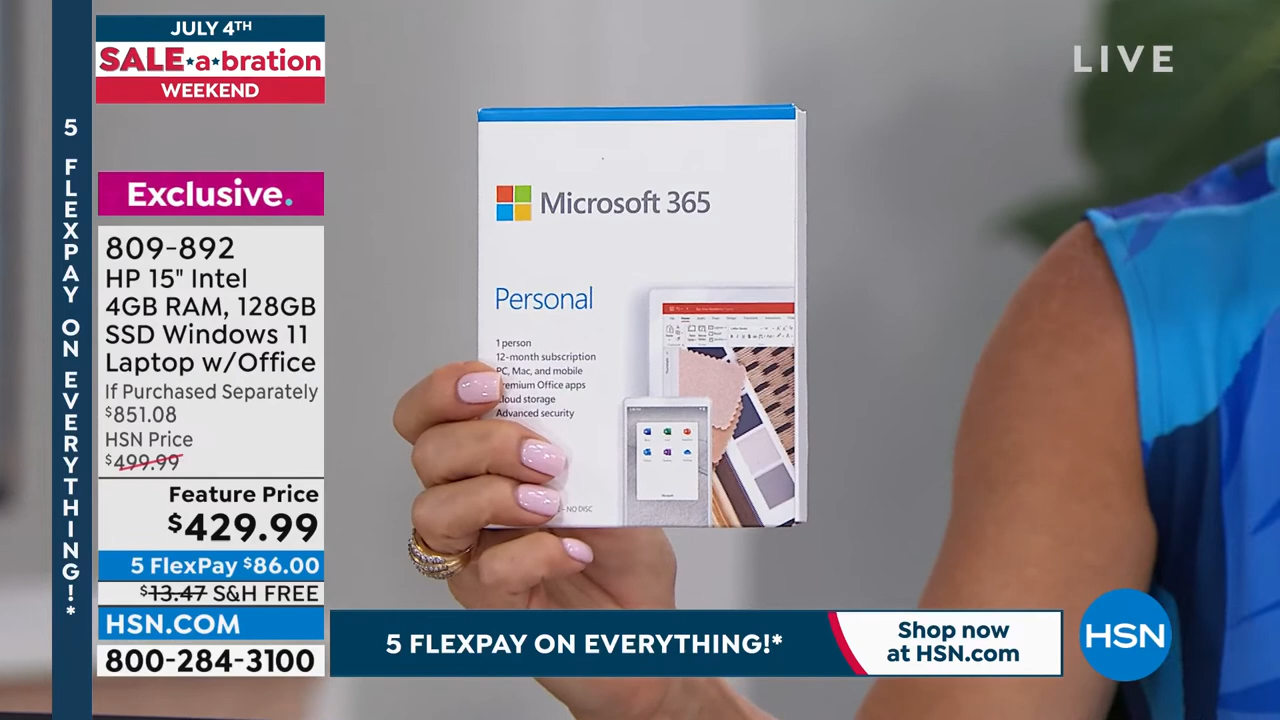 JULY 4TH
SALE★a★bration
WEEKEND
5 FLEXPAY ON EVERYTHING!*
Exclusive.
809-892
HP 15" Intel
4GB RAM, 128GB
SSD Windows 11
Laptop w/Office
If Purchased Separately
$851.08
HSN Price
$499.99
Feature Price
$429.99
5 FlexPay $86.00
$13.47 S&H FREE
HSN.COM
800-284-3100
LIVE
Microsoft 365
Personal
1 person
12-month subscription
PC, Mac, and mobile
Premium Office apps
Cloud storage
Advanced security
NO DISC
5 FLEXPAY ON EVERYTHING!*
Shop now
at HSN.com
HSN